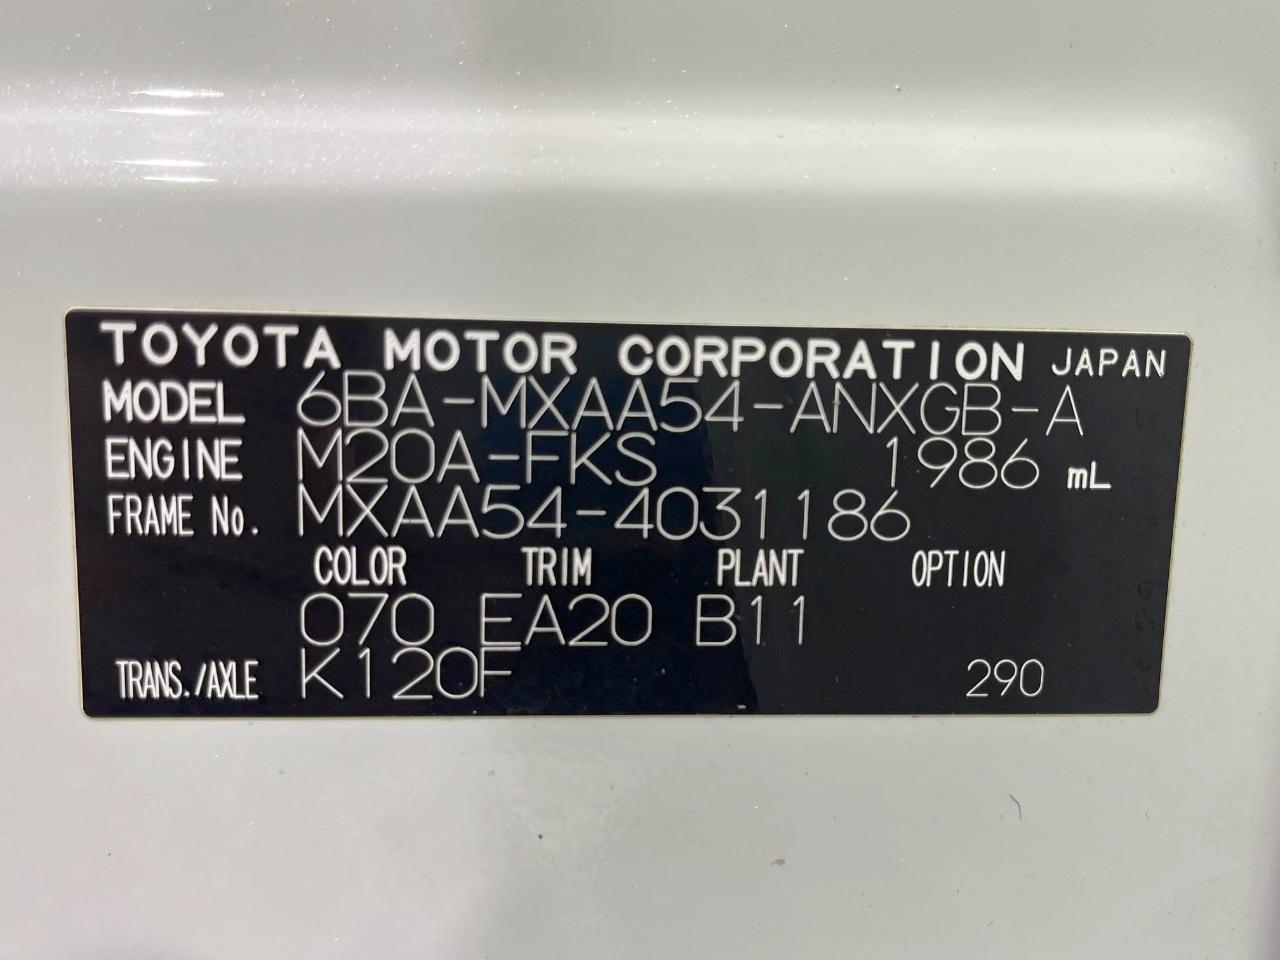 TOYOTA MOTOR CORPORATION JAPAN
MODEL 6BA-MXAA54-ANXGB-A
ENGINE M20A-FKS 1986 mL
FRAME No. MXAA54-4031186
COLOR TRIM PLANT OPTION
070 EA20 B11
TRANS./AXLE K120F 290